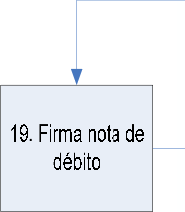 19. Firma nota de
débito